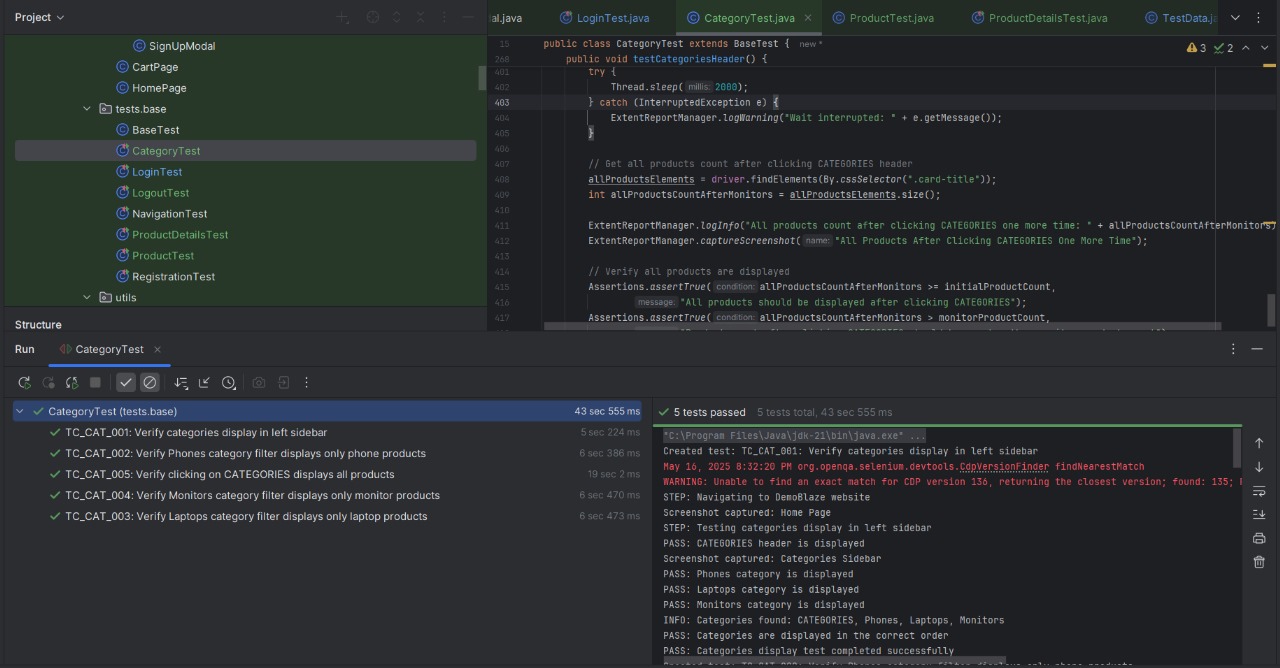 Project
SignUpModal
CartPage
HomePage
tests.base
BaseTest
CategoryTest
LoginTest
LogoutTest
NavigationTest
ProductDetailsTest
ProductTest
RegistrationTest
utils
Structure
al.java
LoginTest.java
CategoryTest.java
ProductTest.java
ProductDetailsTest.java
TestData.ja
3 2
15 public class CategoryTest extends BaseTest { new *
268 public void testCategoriesHeader() {
401 try {
402 Thread.sleep( millis: 2000);
403 } catch (InterruptedException e) {
404 ExtentReportManager.logWarning("Wait interrupted: " + e.getMessage());
405 }
406
407 // Get all products count after clicking CATEGORIES header
408 allProductsElements = driver.findElements(By.cssSelector(".card-title"));
409 int allProductsCountAfterMonitors = allProductsElements.size();
410
411 ExtentReportManager.logInfo("All products count after clicking CATEGORIES one more time: " + allProductsCountAfterMonitors)
412 ExtentReportManager.captureScreenshot( name: "All Products After Clicking CATEGORIES One More Time");
413
414 // Verify all products are displayed
415 Assertions.assertTrue( condition: allProductsCountAfterMonitors >= initialProductCount,
416 message: "All products should be displayed after clicking CATEGORIES");
417 Assertions.assertTrue( condition: allProductsCountAfterMonitors > monitorProductCount,
Run CategoryTest
CategoryTest (tests.base) 43 sec 555 ms
TC_CAT_001: Verify categories display in left sidebar 5 sec 224 ms
TC_CAT_002: Verify Phones category filter displays only phone products 6 sec 386 ms
TC_CAT_005: Verify clicking on CATEGORIES displays all products 19 sec 2 ms
TC_CAT_004: Verify Monitors category filter displays only monitor products 6 sec 470 ms
TC_CAT_003: Verify Laptops category filter displays only laptop products 6 sec 473 ms
5 tests passed 5 tests total, 43 sec 555 ms
"C:\Program Files\Java\jdk-21\bin\java.exe" ...
Created test: TC_CAT_001: Verify categories display in left sidebar
May 16, 2025 8:32:20 PM org.openqa.selenium.devtools.CdpVersionFinder findNearestMatch
WARNING: Unable to find an exact match for CDP version 136, returning the closest version; found: 135;
STEP: Navigating to DemoBlaze website
Screenshot captured: Home Page
STEP: Testing categories display in left sidebar
PASS: CATEGORIES header is displayed
Screenshot captured: Categories Sidebar
PASS: Phones category is displayed
PASS: Laptops category is displayed
PASS: Monitors category is displayed
INFO: Categories found: CATEGORIES, Phones, Laptops, Monitors
PASS: Categories are displayed in the correct order
PASS: Categories display test completed successfully
Created test: TC_CAT_002: Verify Phones category filter displays only phone products